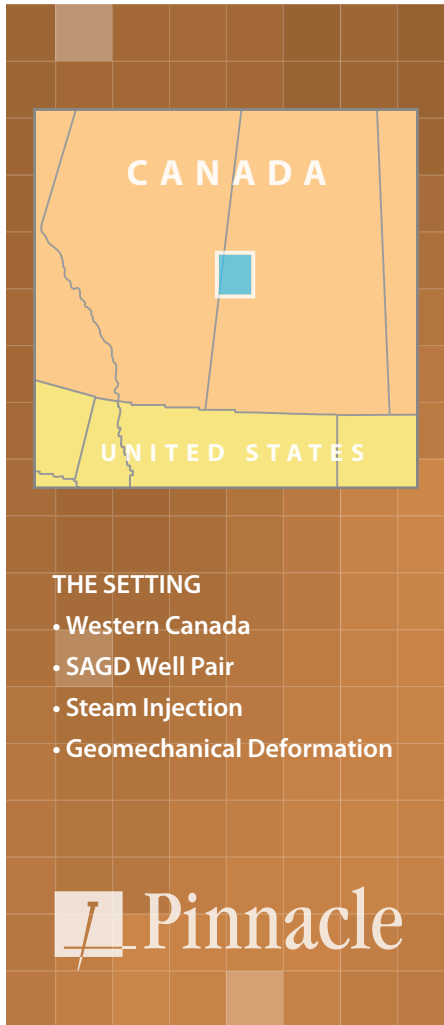 CANADA
UNITED STATES
THE SETTING
• Western Canada
• SAGD Well Pair
• Steam Injection
• Geomechanical Deformation
Pinnacle